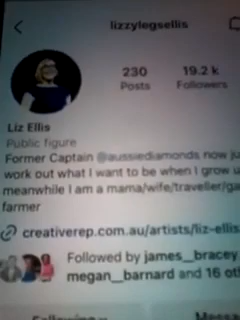 lizzylegsellis
230
19.2 k
Posts
Followers
Liz Ellis
Public figure
Former Captain @aussiediamonds now ju
work out what I want to be when I grow u
meanwhile I am a mama/wife/traveller/ga
farmer
creativerep.com.au/artists/liz-ellis
Followed by james__bracey
megan__barnard and 16 ot
Following
Messa